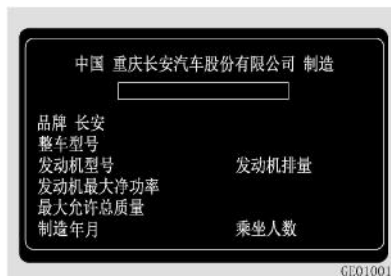 中国 重庆长安汽车股份有限公司 制造
品牌 长安
整车型号
发动机型号 发动机排量
发动机最大净功率
最大允许总质量
制造年月 乘坐人数
GE01001